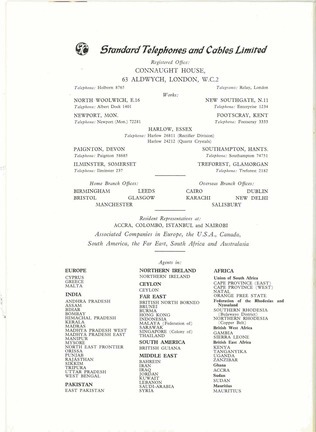 Standard Telephones and Cables Limited
Registered Office:
CONNAUGHT HOUSE,
63 ALDWYCH, LONDON, W.C.2
Telephone: Holborn 8765
Telegrams: Relay, London
Works:
NORTH WOOLWICH, E.16
Telephone: Albert Dock 1401
NEW SOUTHGATE, N.11
Telephone: Enterprise 1234
NEWPORT, MON.
Telephone: Newport (Mon.) 72281
FOOTSCRAY, KENT
Telephone: Footscray 3333
HARLOW, ESSEX
Telephone: Harlow 26811 (Rectifier Division)
Harlow 24212 (Quartz Crystals)
PAIGNTON, DEVON
Telephone: Paignton
SOUTHAMPTON, HANTS.
Telephone: Southampton 74751
ILMINSTER, SOMERSET
Telephone: Ilminster 237
TREFOREST, GLAMORGAN
Telephone: Treforest 2142
Home Branch Offices:
BIRMINGHAM LEEDS
BRISTOL GLASGOW
MANCHESTER
Overseas Branch Offices:
CAIRO DUBLIN
KARACHI NEW DELHI
SALISBURY
Resident Representatives at:
ACCRA, COLOMBO, ISTANBUL and NAIROBI
Associated Companies in Europe, the U.S.A., Canada,
South America, the Far East, South Africa and Australasia
Agents in:
EUROPE
CYPRUS
GREECE
MALTA
INDIA
ANDHRA PRADESH
ASSAM
BIHAR
BOMBAY
HIMACHAL PRADESH
KERALA
MADRAS
MADHYA PRADESH WEST
MADHYA PRADESH EAST
MANIPUR
MYSORE
NORTH EAST FRONTIER
ORISSA
PUNJAB
RAJASTHAN
SIKKIM
TRIPURA
UTTAR PRADESH
WEST BENGAL
PAKISTAN
EAST PAKISTAN
NORTHERN IRELAND
NORTHERN IRELAND
CEYLON
CEYLON
FAR EAST
BRITISH NORTH BORNEO
BRUNEI
BURMA
HONG KONG
INDONESIA
MALAYA (Federation of)
SARAWAK
SINGAPORE (Colony of)
THAILAND
SOUTH AMERICA
BRITISH GUIANA
MIDDLE EAST
BAHREIN
IRAN
IRAQ
JORDAN
KUWAIT
LEBANON
SAUDI-ARABIA
SYRIA
AFRICA
Union of South Africa
CAPE PROVINCE (EAST)
CAPE PROVINCE (WEST)
NATAL
ORANGE FREE STATE
Federation of the Rhodesias and
Nyasaland
SOUTHERN RHODESIA
(Bulawayo District)
NORTHERN RHODESIA
(Copper Belt)
British West Africa
GAMBIA
SIERRA LEONE
British East Africa
KENYA
TANGANYIKA
UGANDA
ZANZIBAR
Ghana
ACCRA
Sudan
SUDAN
Mauritius
MAURITIUS